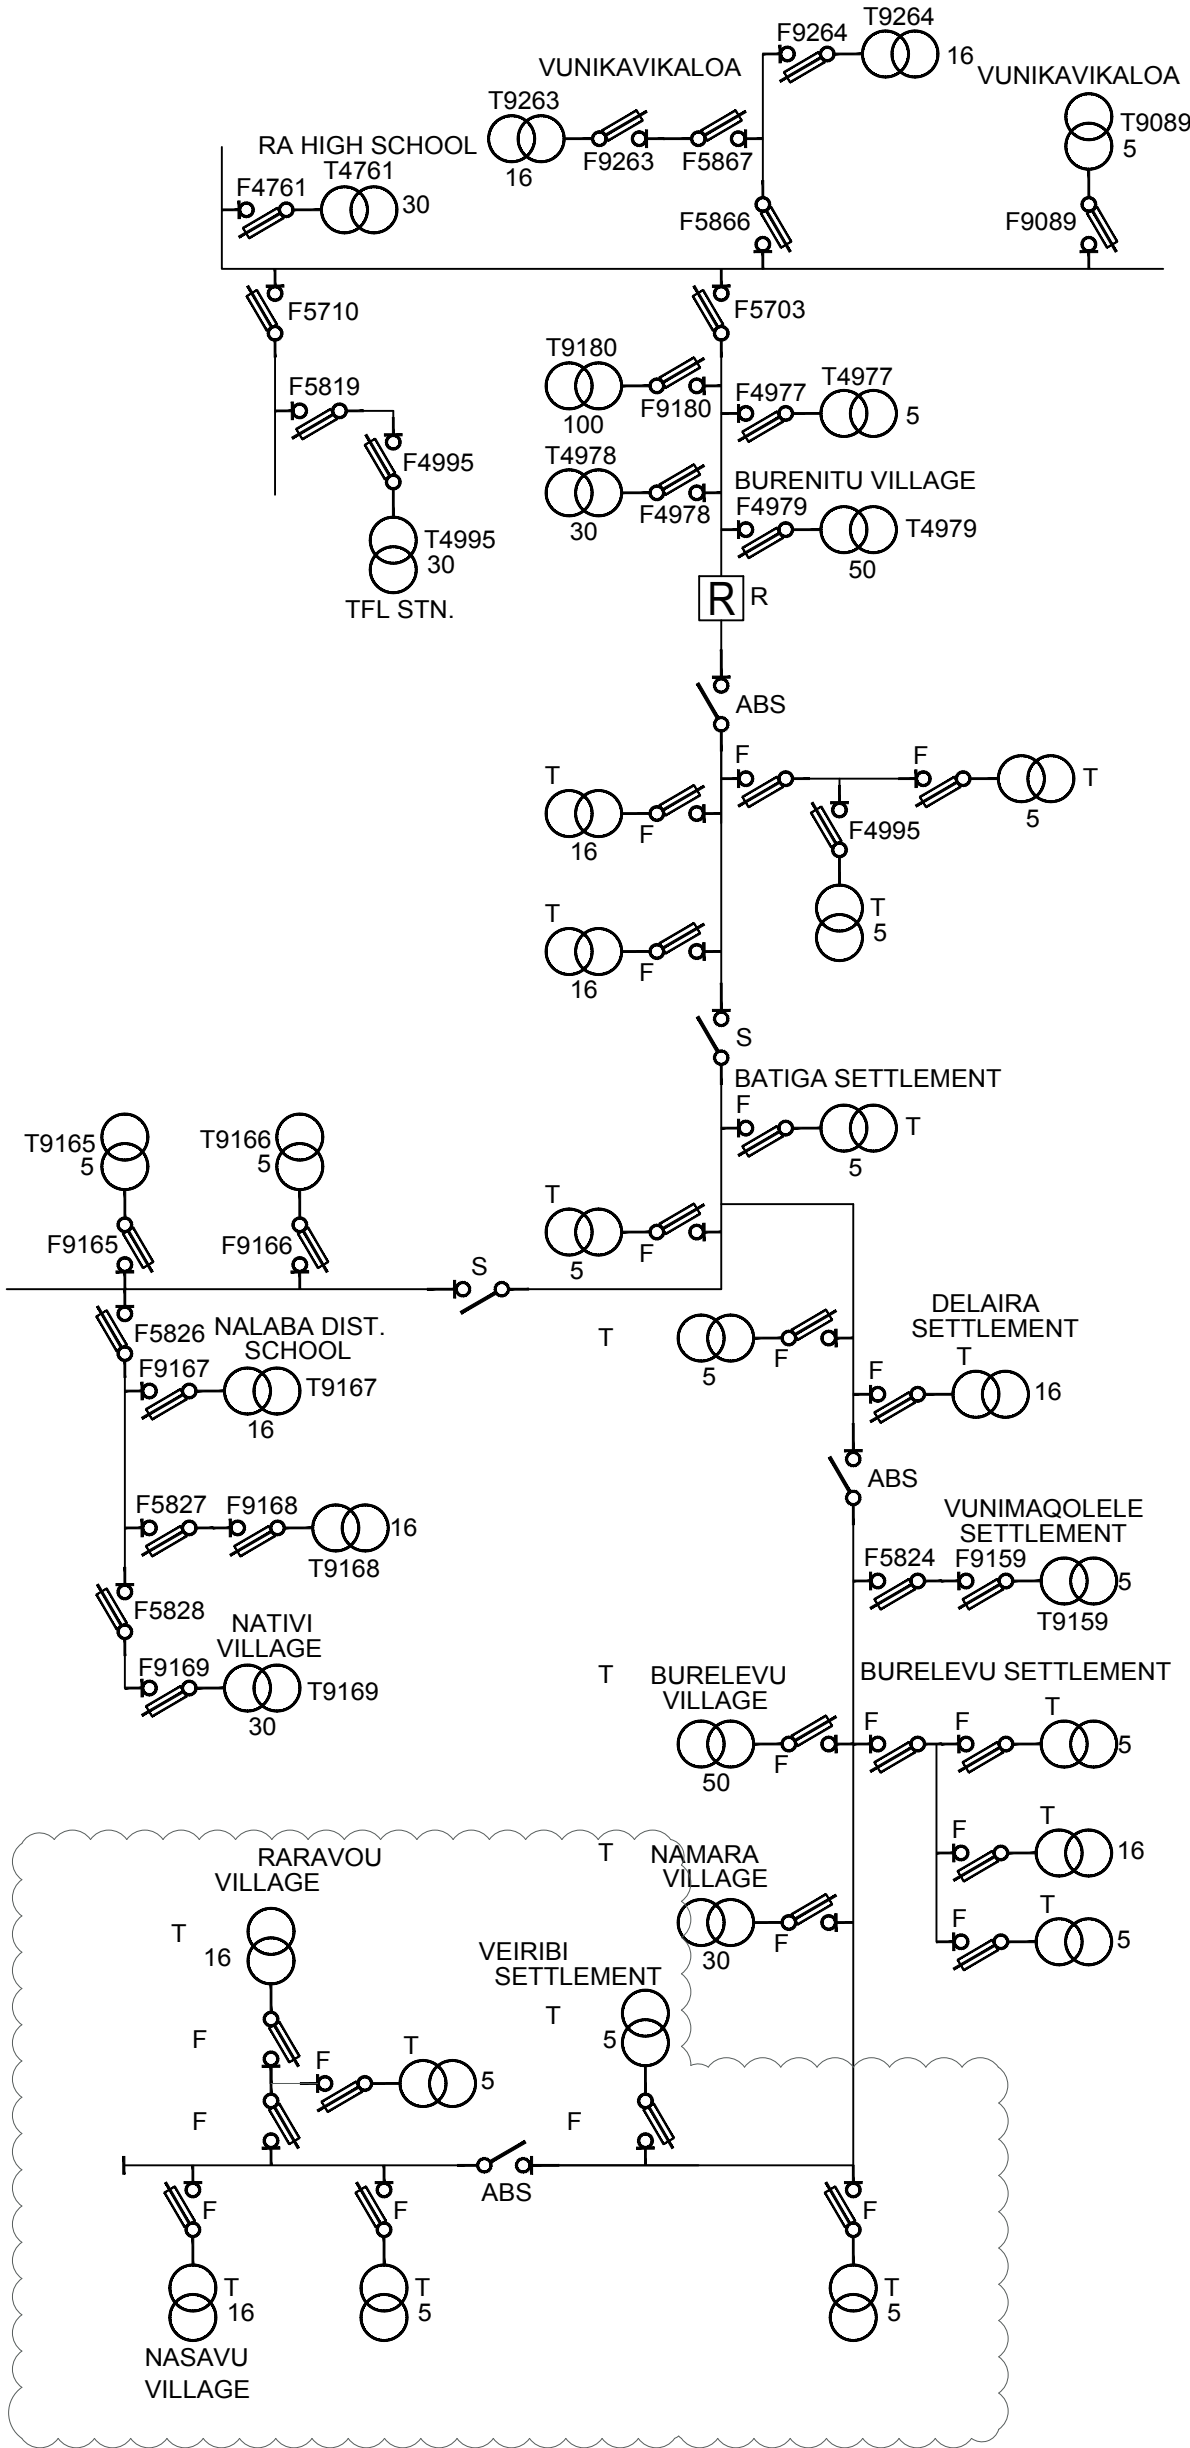 T9264
F9264
16
VUNIKAVIKALOA
VUNIKAVIKALOA
T9263
F9263
F5867
16
T9089
5
RA HIGH SCHOOL
T4761
F4761
30
F5866
F9089
F5710
F5703
T9180
F9180
100
F4977
T4977
5
F5819
F4995
T4995
30
TFL STN.
T4978
F4978
30
BURENITU VILLAGE
F4979
T4979
50
R
R
ABS
F
F
T
5
T
F
16
F4995
T
5
T
F
16
S
BATIGA SETTLEMENT
F
T
5
T9165
5
T9166
5
F9165
F9166
T
F
5
S
F5826
NALABA DIST.
SCHOOL
F9167
T9167
16
T
F
5
DELAIRA
SETTLEMENT
T
F
16
ABS
F5827
F9168
16
T9168
VUNIMAQOLELE
SETTLEMENT
F5824
F9159
5
T9159
F5828
NATIVI
VILLAGE
F9169
T9169
30
T
BURELEVU
VILLAGE
F
50
BURELEVU SETTLEMENT
F
F
T
5
F
T
16
F
T
5
T
NAMARA
VILLAGE
F
30
RARAVOU
VILLAGE
T
16
VEIRIBI
SETTLEMENT
T
5
F
F
T
5
F
F
ABS
F
F
F
T
16
T
5
T
5
NASAVU
VILLAGE